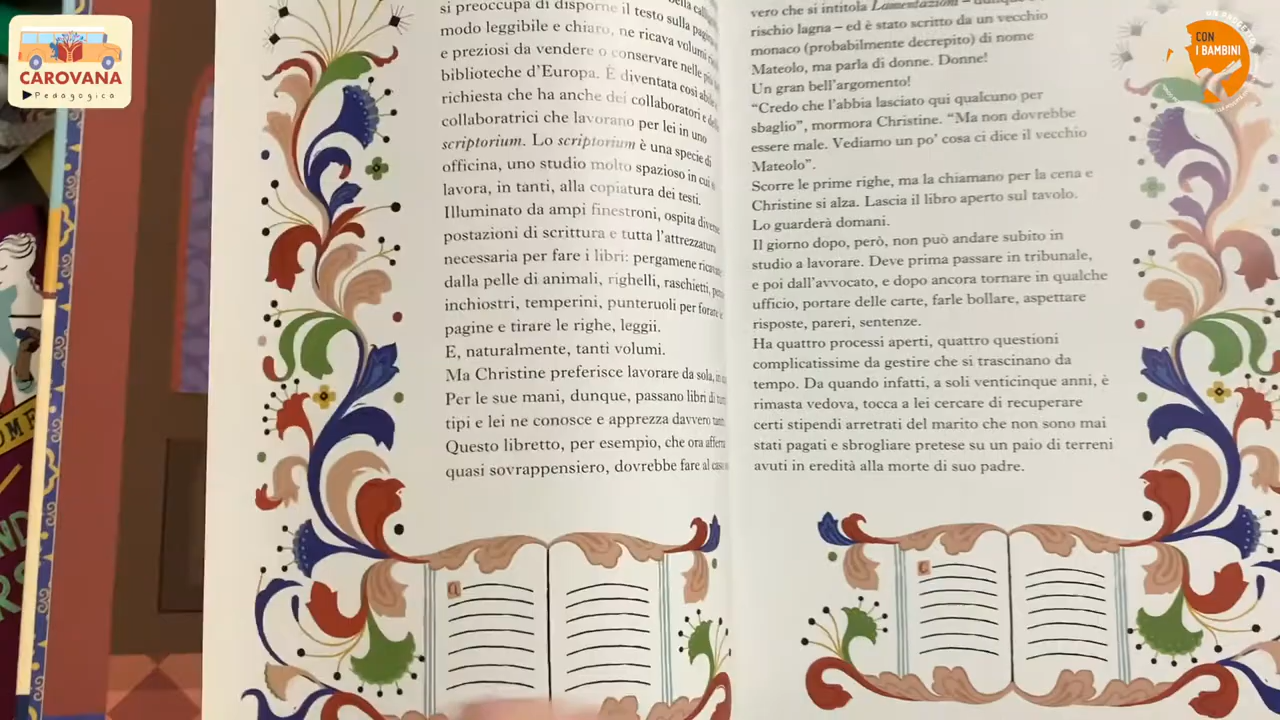 CAROVANA
Pedagogica
CON
I BAMBINI
si preoccupa di disporne il testo sulla pagina
modo leggibile e chiaro, ne ricava volumi
e preziosi da vendere o conservare nelle più
biblioteche d'Europa. È diventata così abile
richiesta che ha anche dei collaboratori e
collaboratrici che lavorano per lei in uno
scriptorium. Lo scriptorium è una specie di
officina, uno studio molto spazioso in cui si
lavora, in tanti, alla copiatura dei testi.
Illuminato da ampi finestroni, ospita diverse
postazioni di scrittura e tutta l'attrezzatura
necessaria per fare i libri: pergamene
dalla pelle di animali, righelli, raschietti,
inchiostri, temperini, punteruoli per forare
pagine e tirare le righe, leggii.
E, naturalmente, tanti volumi.
Ma Christine preferisce lavorare da sola,
Per le sue mani, dunque, passano libri di
tipi e lei ne conosce e apprezza davvero
Questo libretto, per esempio, che ora afferra
quasi sovrappensiero, dovrebbe fare al caso
vero che si intitola Lamentazioni –
rischio lagna – ed è stato scritto da un vecchio
monaco (probabilmente decrepito) di nome
Mateolo, ma parla di donne. Donne!
Un gran bell'argomento!
"Credo che l'abbia lasciato qui qualcuno per
sbaglio", mormora Christine. "Ma non dovrebbe
essere male. Vediamo un po' cosa ci dice il vecchio
Mateolo".
Scorre le prime righe, ma la chiamano per la cena e
Christine si alza. Lascia il libro aperto sul tavolo.
Lo guarderà domani.
Il giorno dopo, però, non può andare subito in
studio a lavorare. Deve prima passare in tribunale,
e poi dall'avvocato, e dopo ancora tornare in qualche
ufficio, portare delle carte, farle bollare, aspettare
risposte, pareri, sentenze.
Ha quattro processi aperti, quattro questioni
complicatissime da gestire che si trascinano da
tempo. Da quando infatti, a soli venticinque anni, è
rimasta vedova, tocca a lei cercare di recuperare
certi stipendi arretrati del marito che non sono mai
stati pagati e sbrogliare pretese su un paio di terreni
avuti in eredità alla morte di suo padre.